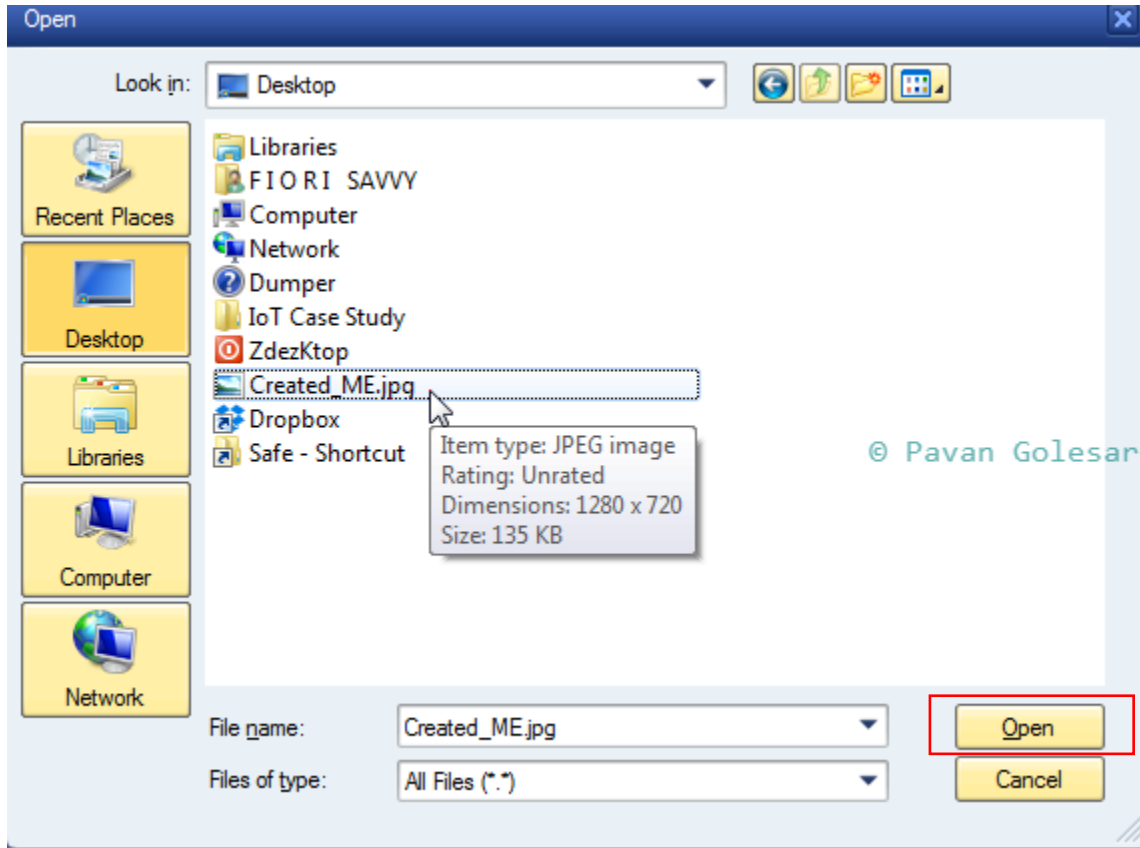 Open
Look in:
Desktop
Recent Places
Desktop
Libraries
Computer
Network
Libraries
F I O R I   SAVVY
Computer
Network
Dumper
IoT Case Study
ZdezKtop
Created_ME.jpg
Dropbox
Safe - Shortcut
Item type: JPEG image
Rating: Unrated
Dimensions: 1280 x 720
Size: 135 KB
© Pavan Golesar
File name:
Created_ME.jpg
Open
Files of type:
All Files (*.*)
Cancel